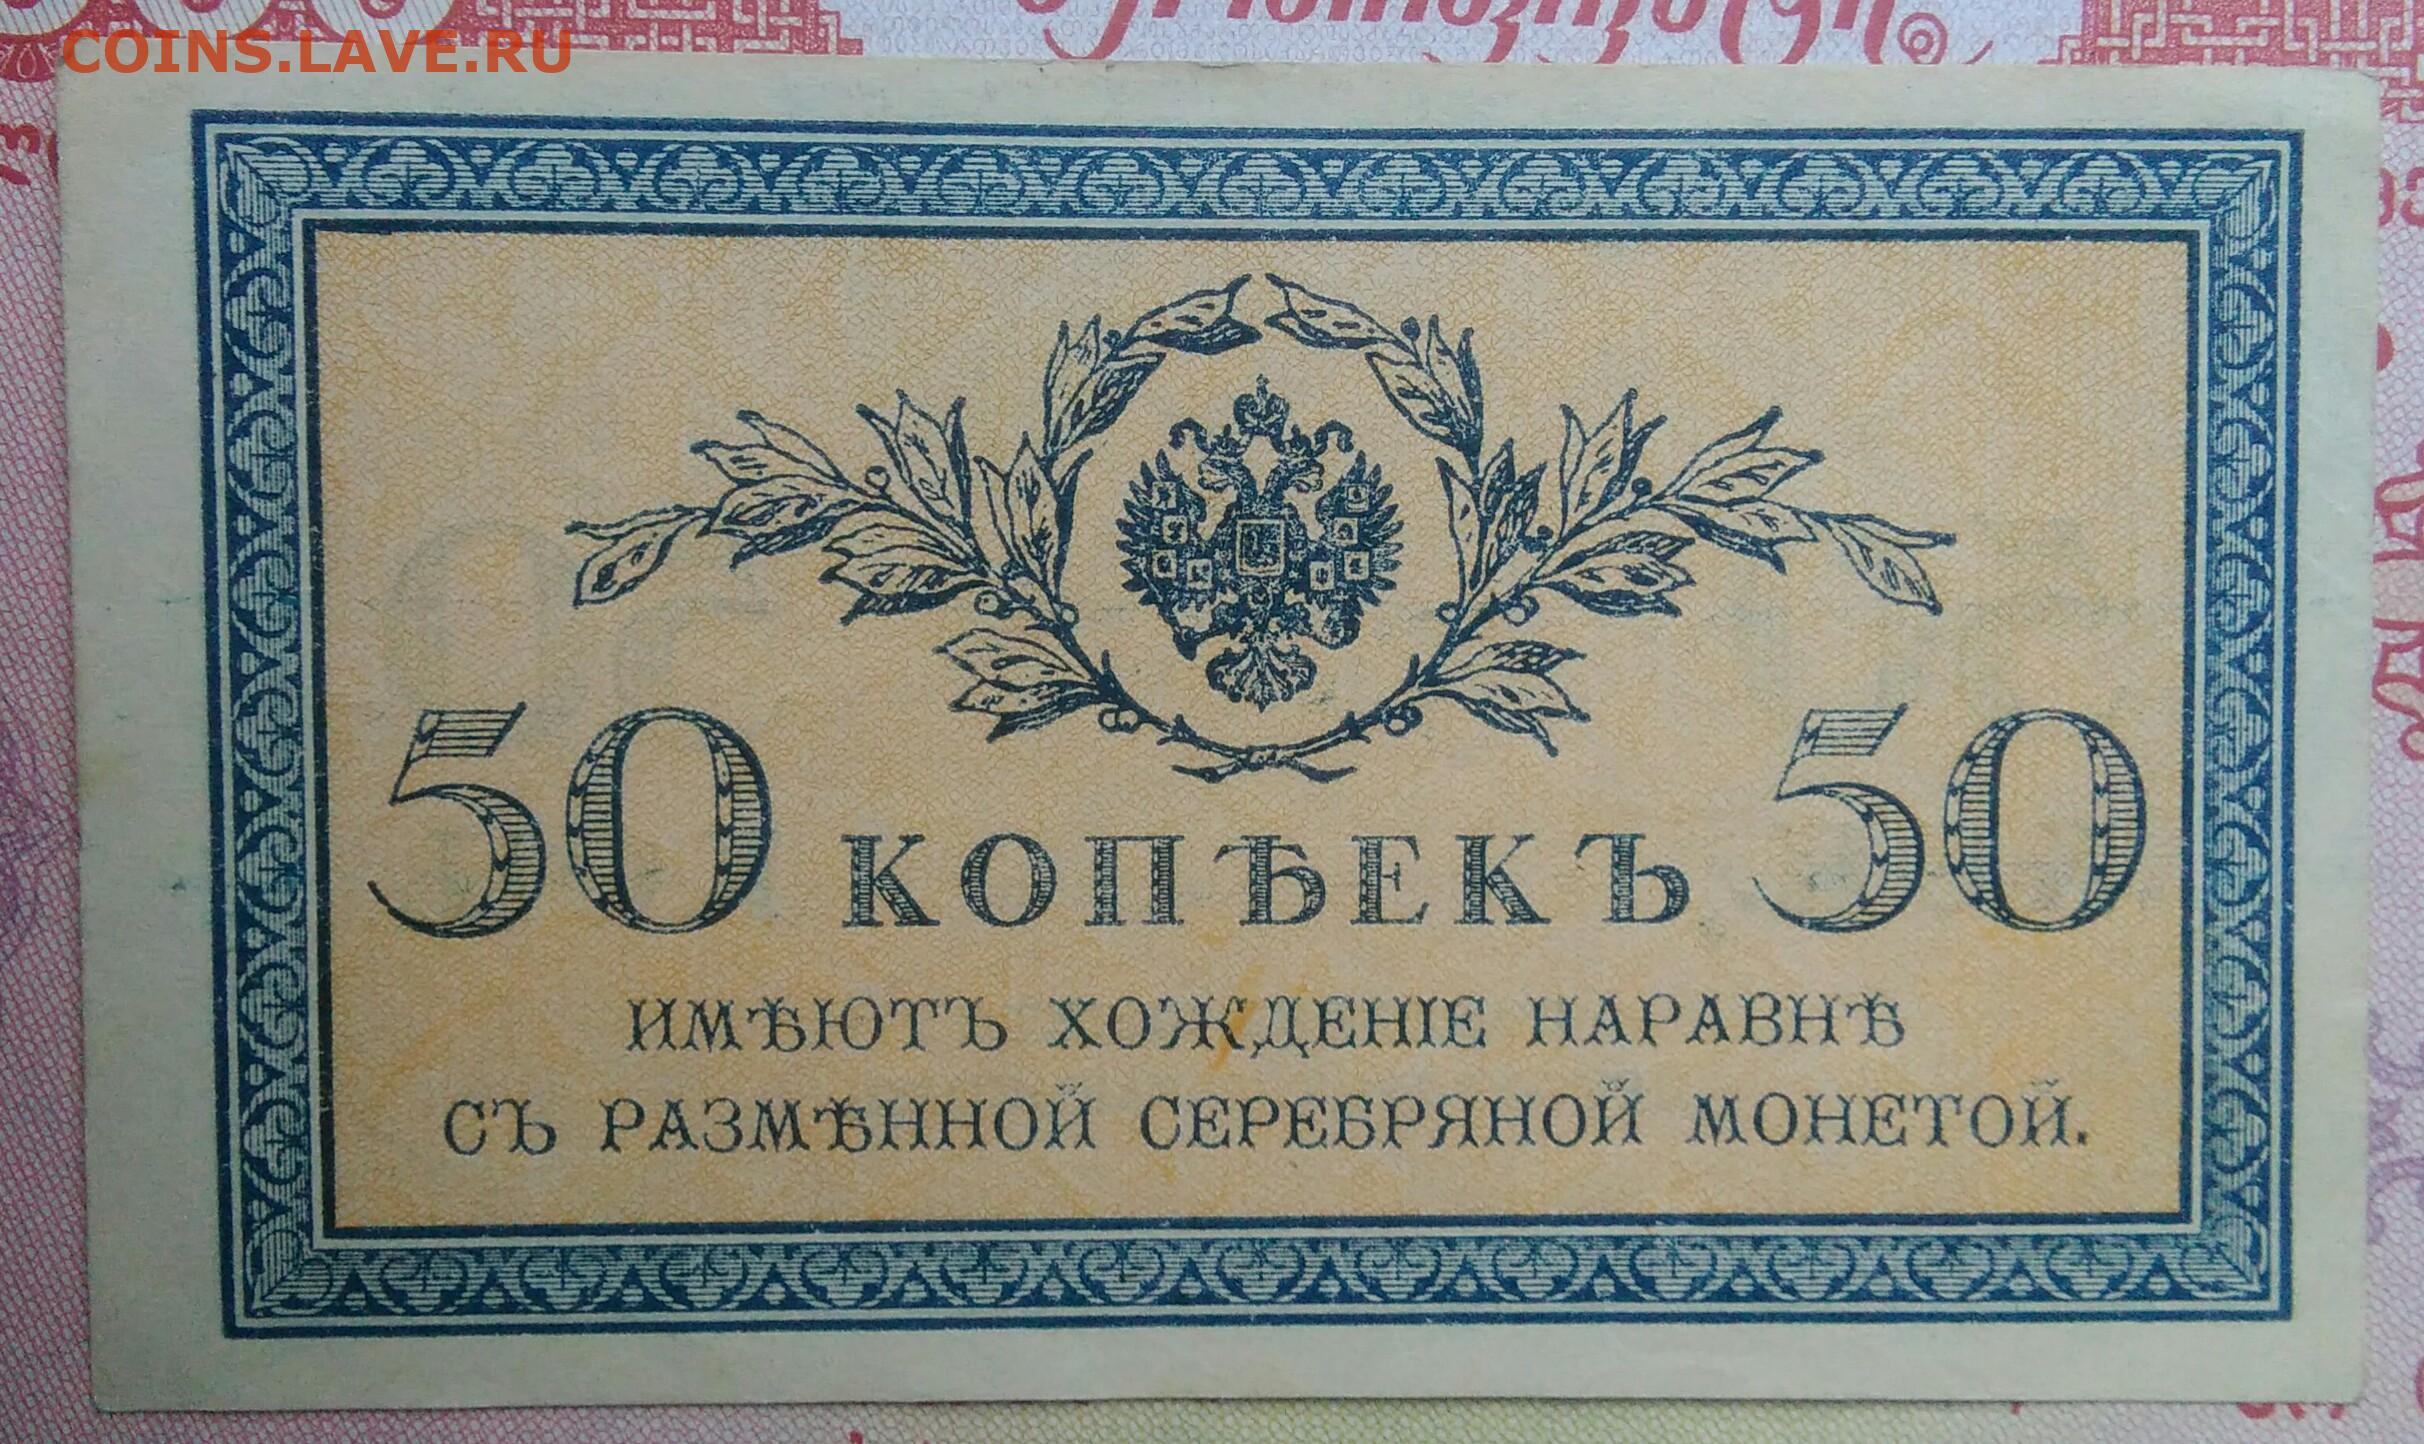 COINS.LAVE.RU
50 КОПѢЕКЪ 50
ИМѢЮТЪ ХОЖДЕНІЕ НАРАВНѢ
СЪ РАЗМѢННОЙ СЕРЕБРЯНОЙ МОНЕТОЙ.